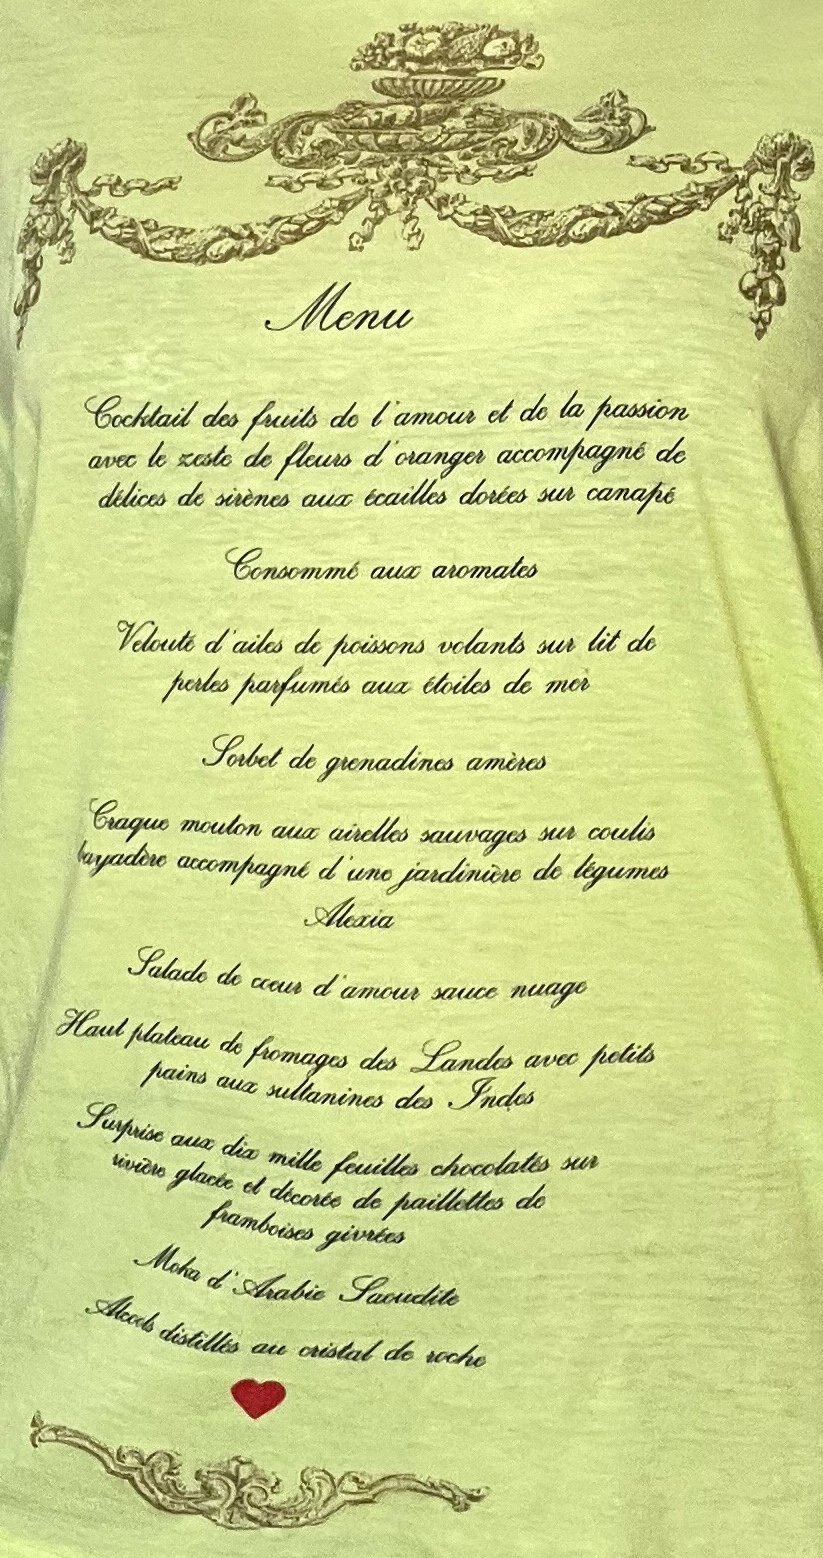 Menu
Cocktail des fruits de l'amour et de la passion
avec le zeste de fleurs d'oranger accompagné de
délices de sirènes aux écailles dorées sur canapé
Consommé aux aromates
Velouté d'ailes de poissons volants sur lit de
perles parfumés aux étoiles de mer
Sorbet de grenadines amères
Craque mouton aux airelles sauvages sur coulis
bayadère accompagné d'une jardinière de légumes
Alexia
Salade de coeur d'amour sauce nuage
Haut plateau de fromages des Landes avec petits
pains aux sultanines des Indes
Surprise aux dix mille feuilles chocolatés sur
rivière glacée et décorée de paillettes de
framboises givrées
Moka d'Arabie Saoudite
Alcools distillés au cristal de roche